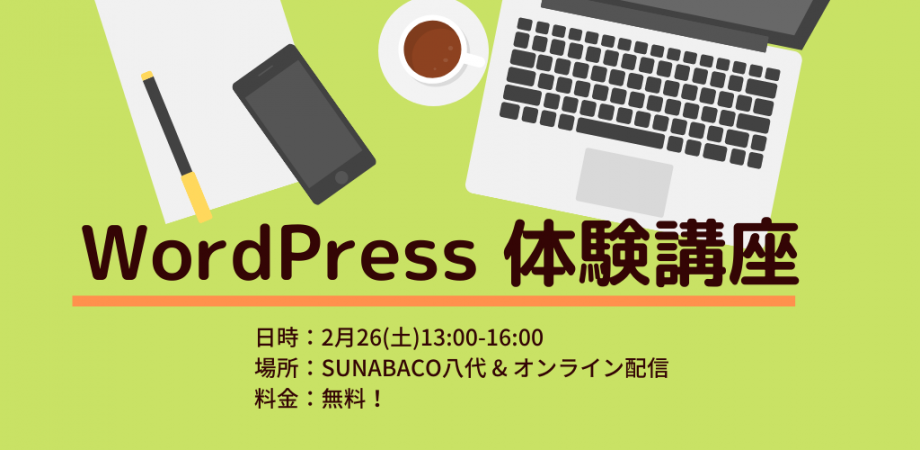 WordPress 体験講座
日時：2月26(土)13:00-16:00
場所：SUNABACO八代 & オンライン配信
料金：無料！